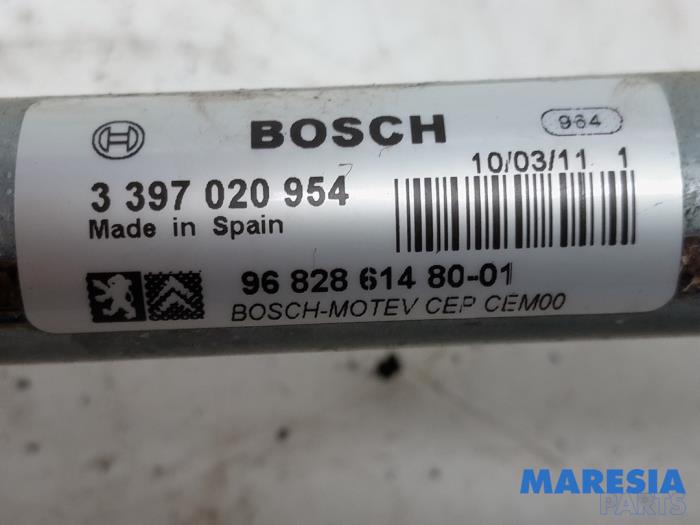 BOSCH 964
10/03/11 1
3 397 020 954
Made in Spain
96 828 614 80-01
BOSCH-MOTEV CEP CEM00
MARESIA
PARTS